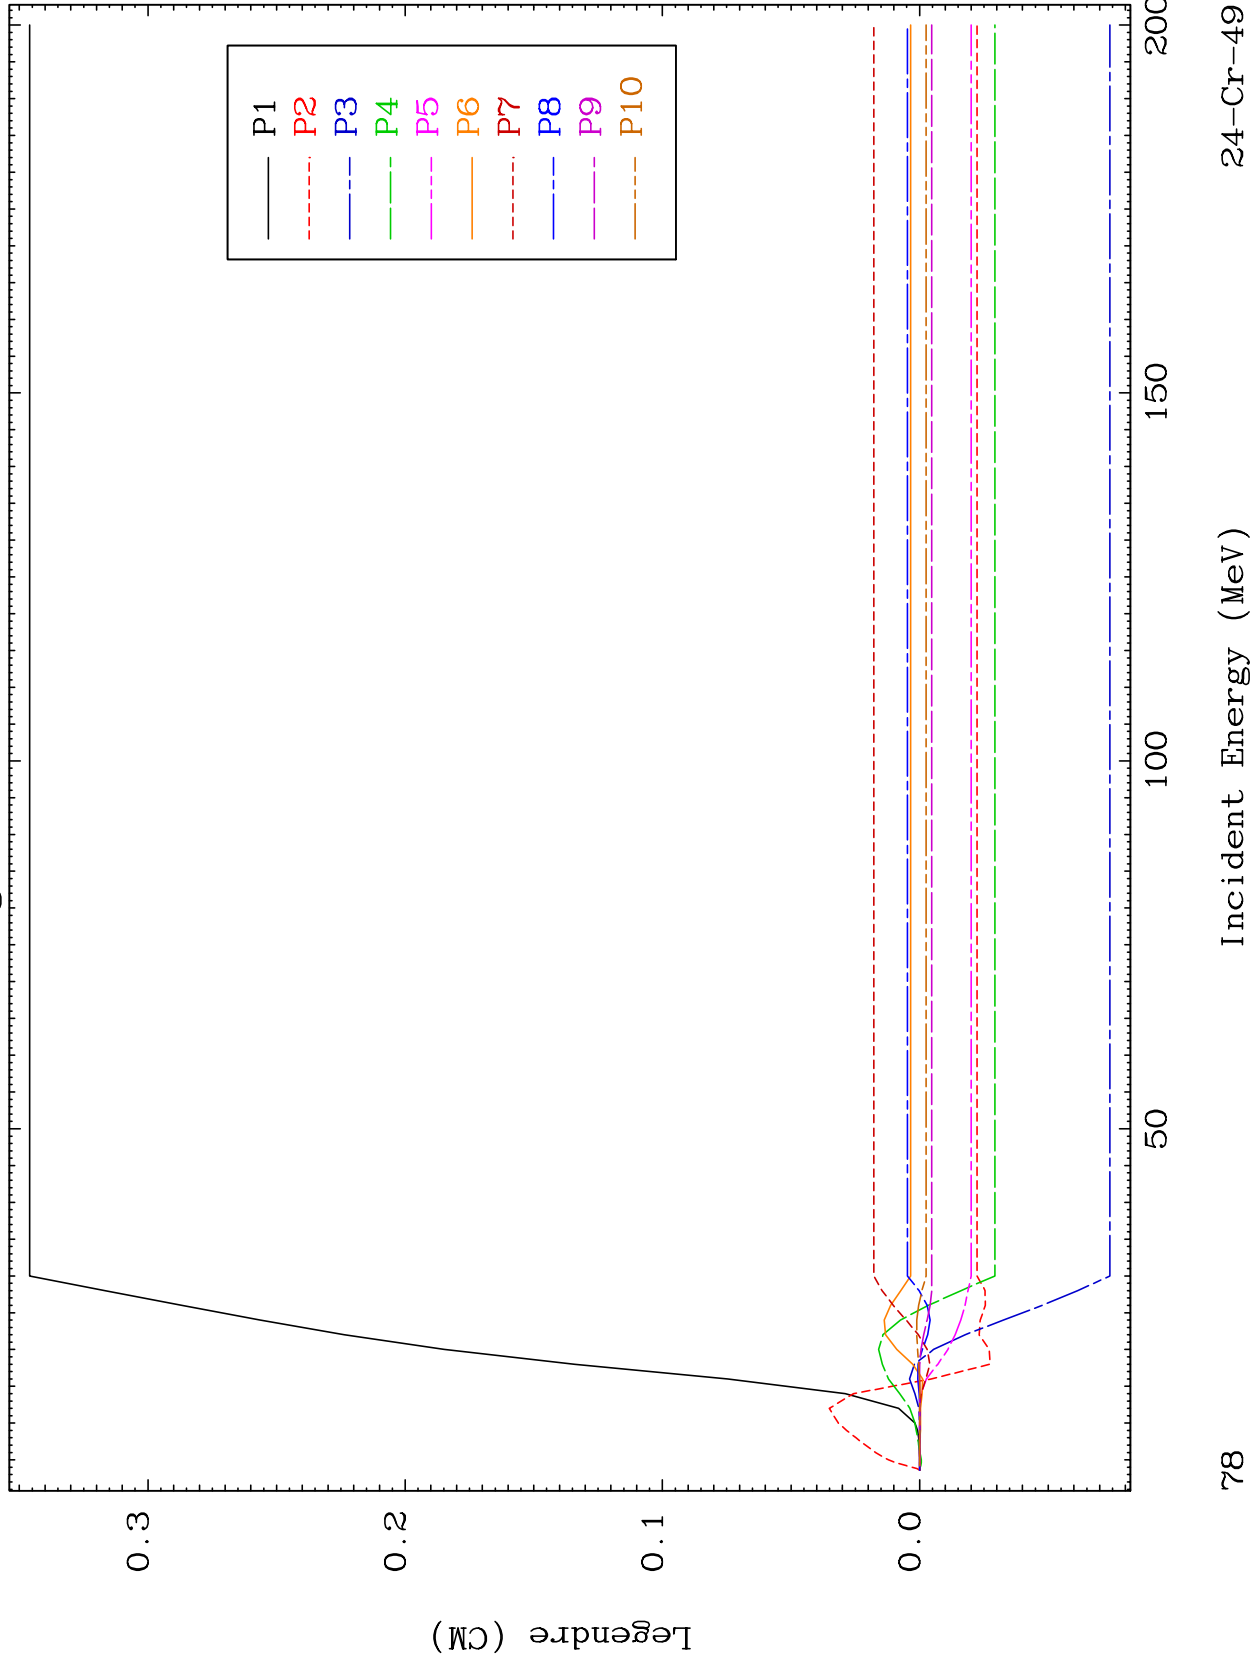 P1
P2
P3
P4
P5
P6
P7
P8
P9
P10
Legendre (CM)
0.3
0.2
0.1
0.0
50
100
150
200
Incident Energy (MeV)
78
24-Cr-49